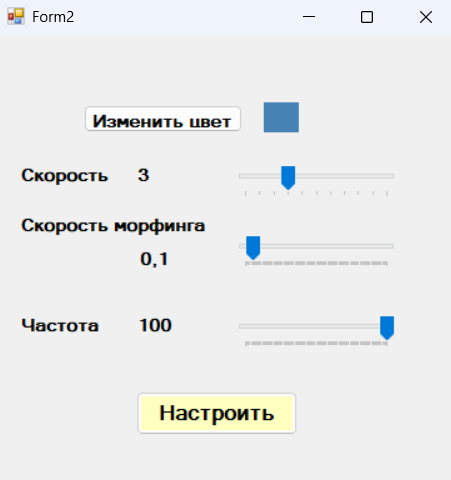 Form2
Изменить цвет
Скорость 3
Скорость морфинга
0,1
Частота 100
Настроить